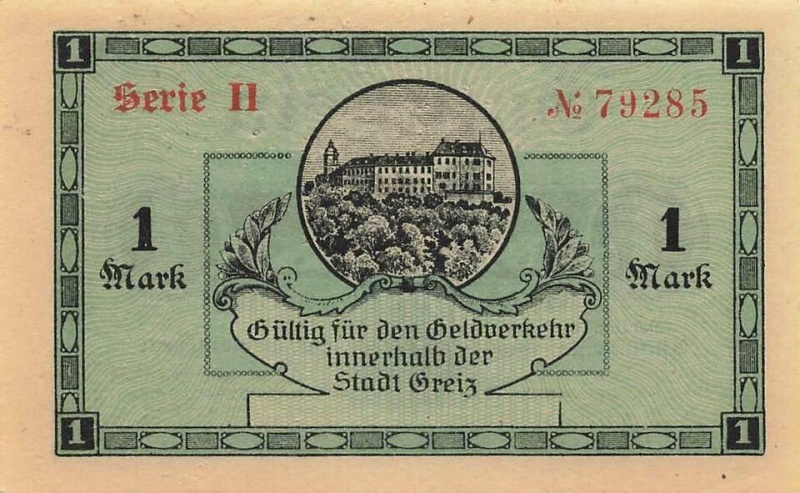 1 1
Serie II № 79285
1 1
Mark Mark
Gültig für den Geldverkehr
innerhalb der
Stadt Greiz
1 1